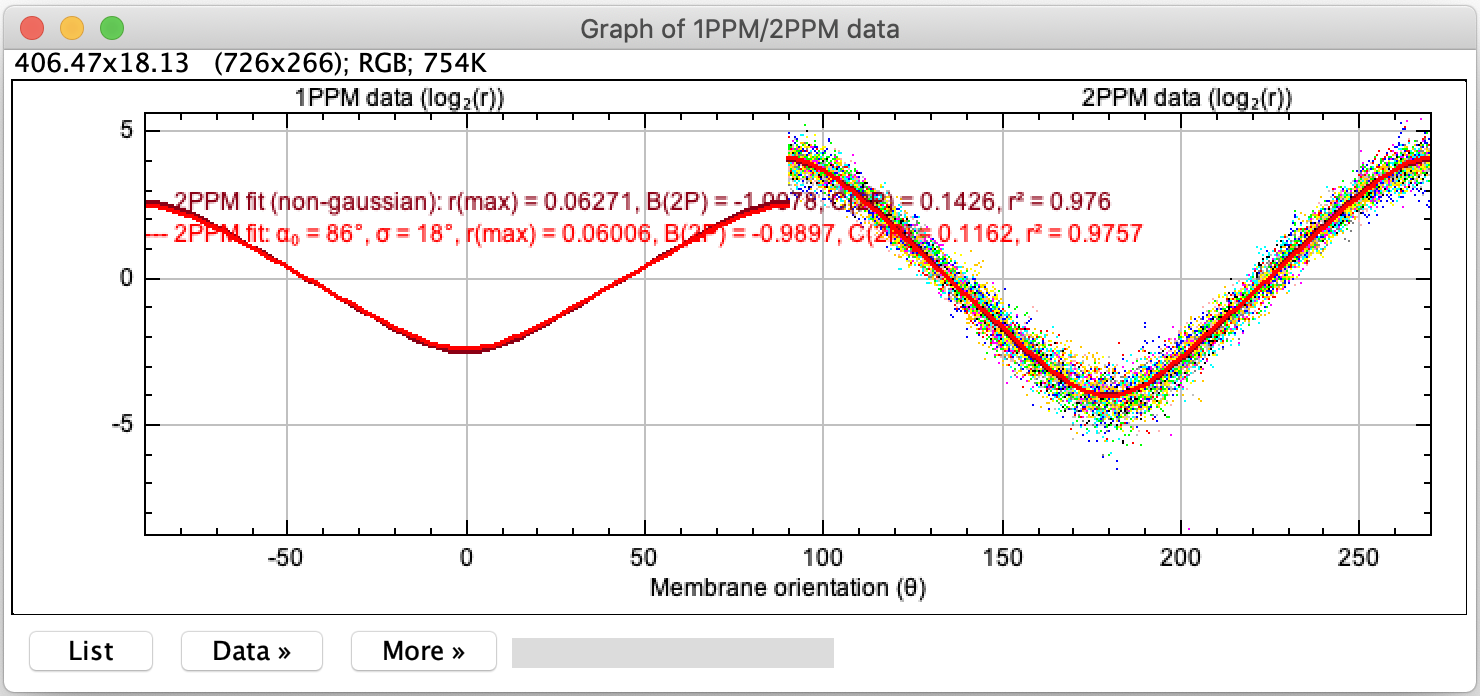 Graph of 1PPM/2PPM data
406.47x18.13 (726x266); RGB; 754K
1PPM data (log₂(r)) 2PPM data (log₂(r))
5
2PPM fit (non-gaussian): r(max) = 0.06271, B(2P) = -1.0078, C(2P) = 0.1426, r² = 0.976
--- 2PPM fit: α₀ = 86°, σ = 18°, r(max) = 0.06006, B(2P) = -0.9897, C(2P) = 0.1162, r² = 0.9757
0
-5
-50 0 50 100 150 200 250
Membrane orientation (θ)
List Data » More »